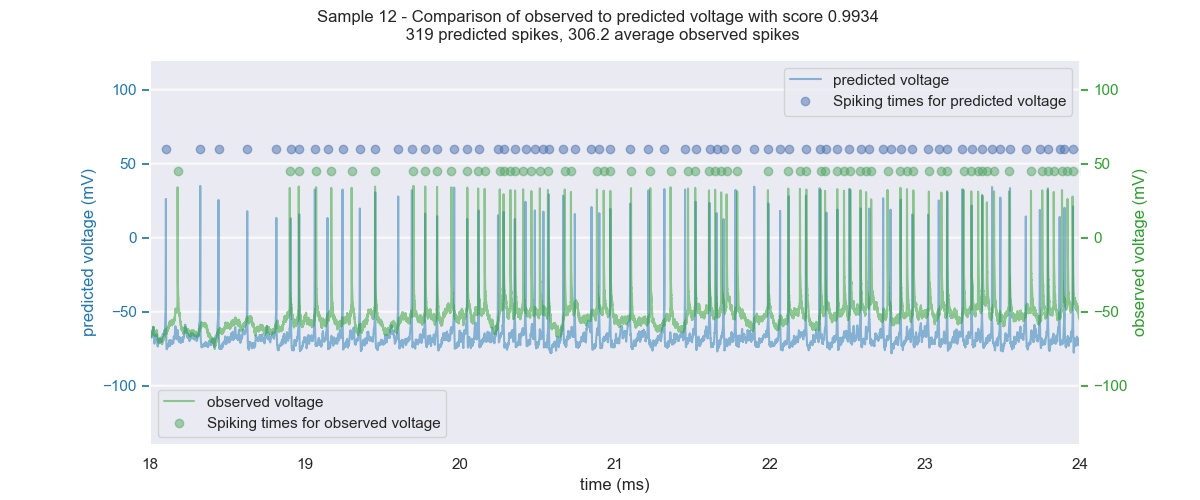 Sample 12 - Comparison of observed to predicted voltage with score 0.9934
319 predicted spikes, 306.2 average observed spikes
predicted voltage
Spiking times for predicted voltage
100
50
0
−50
−100
predicted voltage (mV)
100
50
0
−50
−100
observed voltage (mV)
observed voltage
Spiking times for observed voltage
18
19
20
21
22
23
24
time (ms)